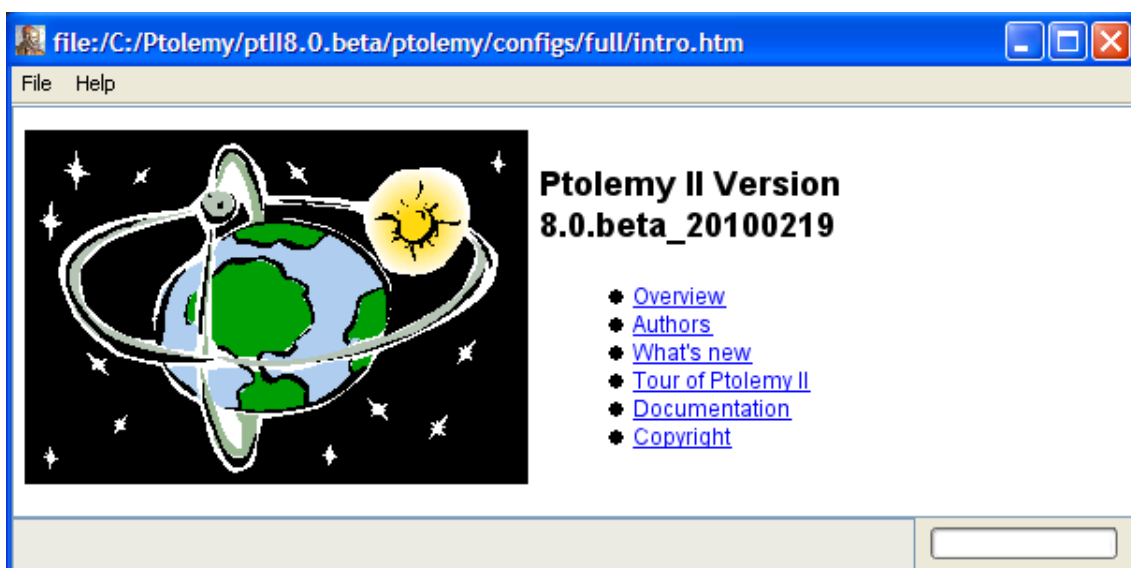 file:/C:/Ptolemy/ptII8.0.beta/ptolemy/configs/full/intro.htm
File Help
Ptolemy II Version
8.0.beta_20100219
Overview
Authors
What's new
Tour of Ptolemy II
Documentation
Copyright